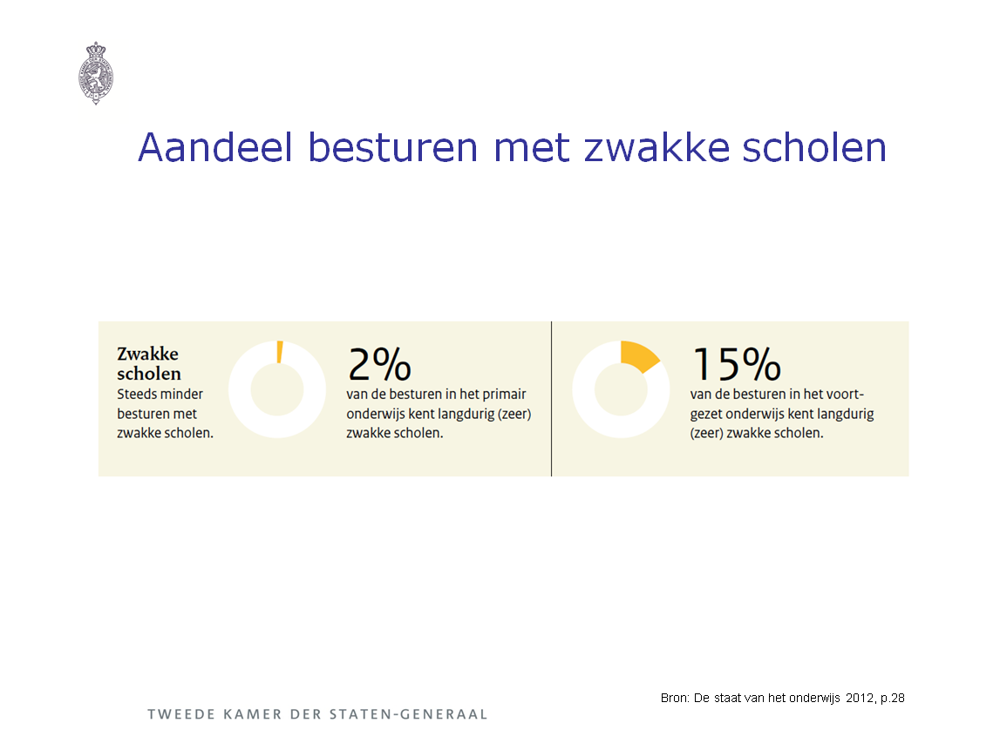 Aandeel besturen met zwakke scholen
Zwakke
scholen
Steeds minder
besturen met
zwakke scholen.
2%
van de besturen in het primair
onderwijs kent langdurig (zeer)
zwakke scholen.
15%
van de besturen in het voort-
gezet onderwijs kent langdurig
(zeer) zwakke scholen.
Bron: De staat van het onderwijs 2012, p.28
TWEEDE KAMER DER STATEN-GENERAAL